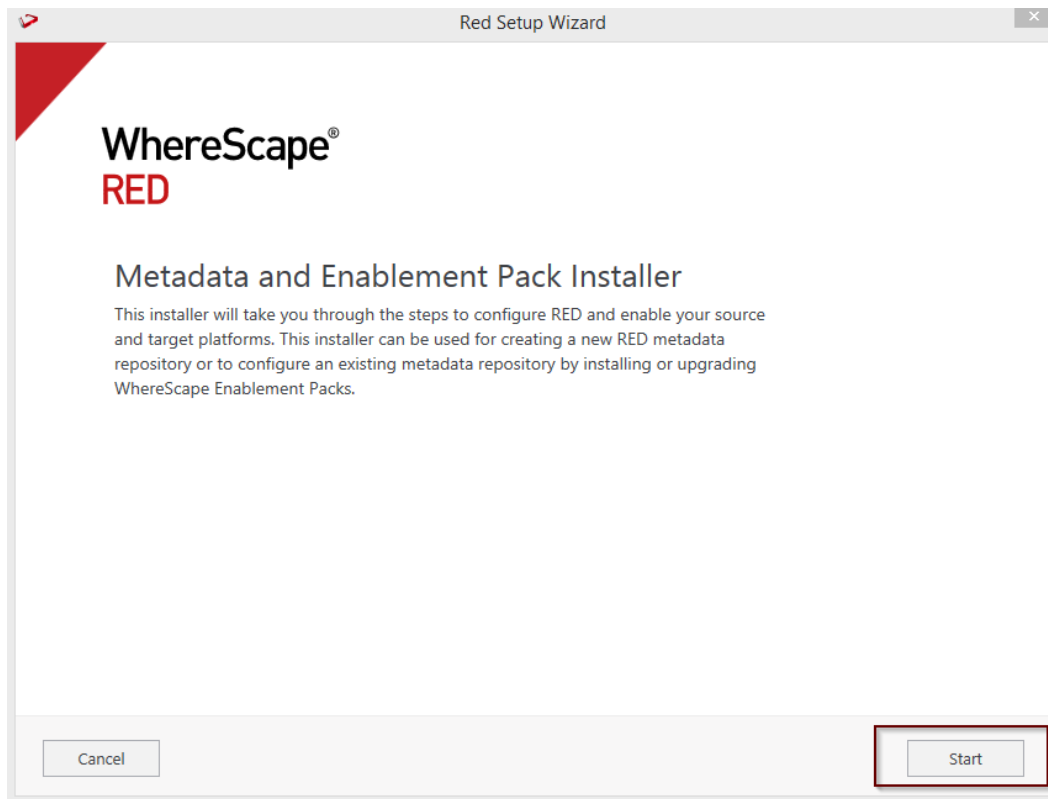 Red Setup Wizard
WhereScape®
RED
Metadata and Enablement Pack Installer
This installer will take you through the steps to configure RED and enable your source
and target platforms. This installer can be used for creating a new RED metadata
repository or to configure an existing metadata repository by installing or upgrading
WhereScape Enablement Packs.
Cancel
Start